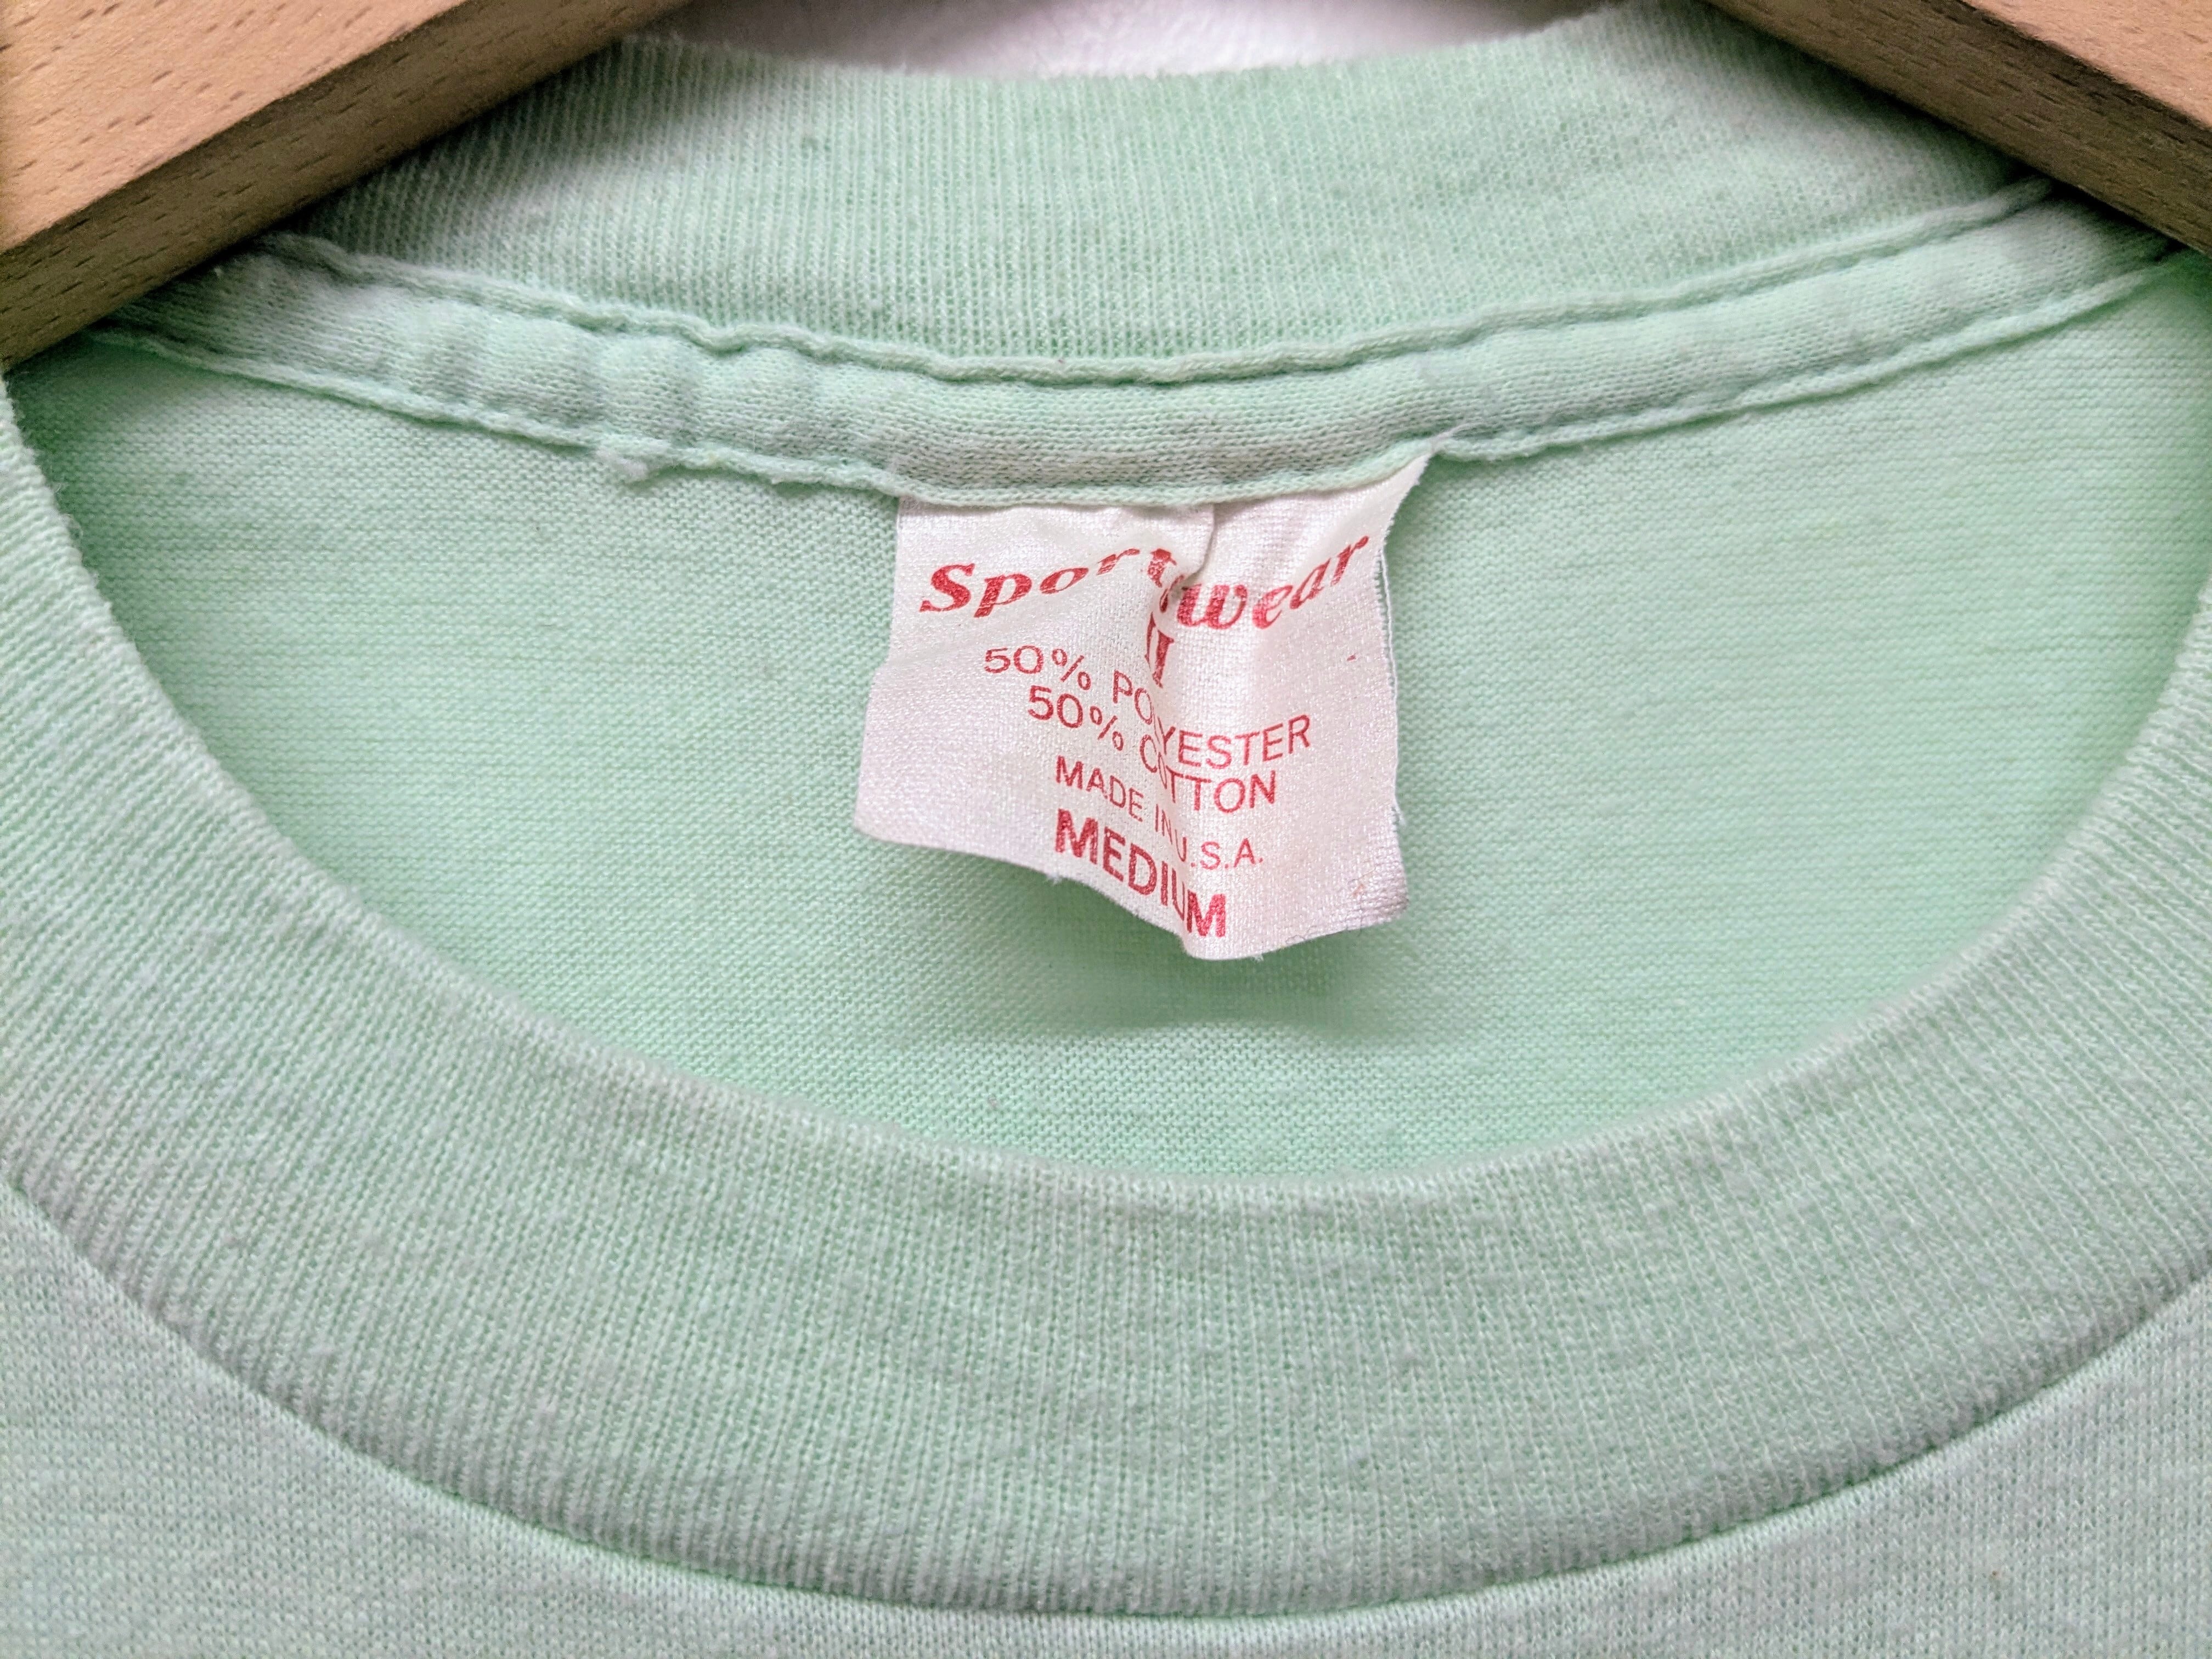 Sportswear
II
50% POLYESTER
50% COTTON
MADE IN U.S.A.
MEDIUM